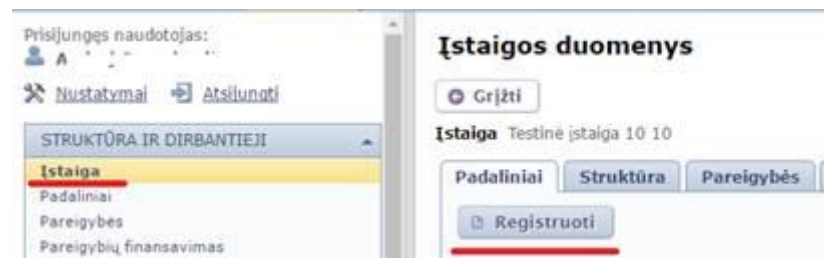 Prisijungęs naudotojas:
A
Nustatymai Atsijungti
STRUKTŪRA IR DIRBANTIEJI
Įstaiga
Padaliniai
Pareigybės
Pareigybių finansavimas
Įstaigos duomenys
Grįžti
Įstaiga Testinė įstaiga 10 10
Padaliniai Struktūra Pareigybės
Registruoti